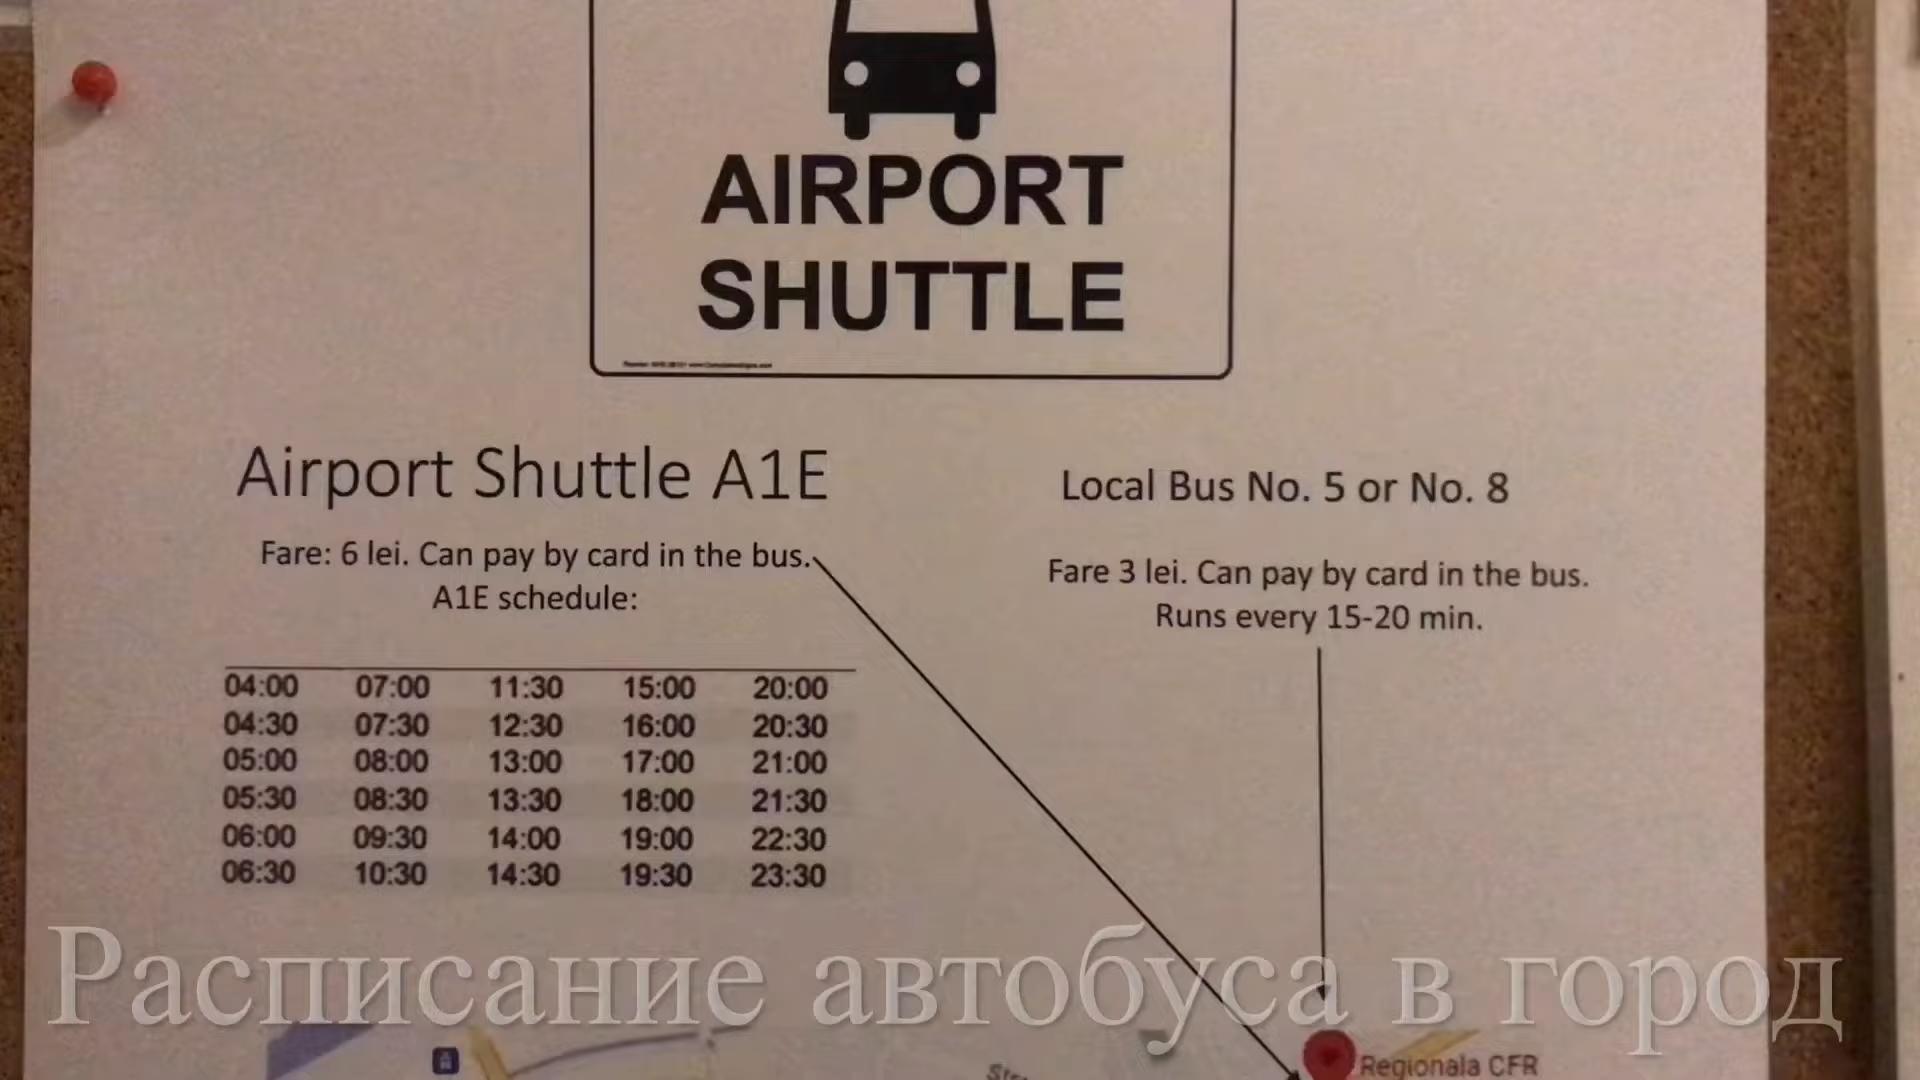 AIRPORT
SHUTTLE
Airport Shuttle A1E
Fare: 6 lei. Can pay by card in the bus.
A1E schedule:
04:00 07:00 11:30 15:00 20:00
04:30 07:30 12:30 16:00 20:30
05:00 08:00 13:00 17:00 21:00
05:30 08:30 13:30 18:00 21:30
06:00 09:30 14:00 19:00 22:30
06:30 10:30 14:30 19:30 23:30
Local Bus No. 5 or No. 8
Fare 3 lei. Can pay by card in the bus.
Runs every 15-20 min.
Расписание автобуса в город
Regionala CFR